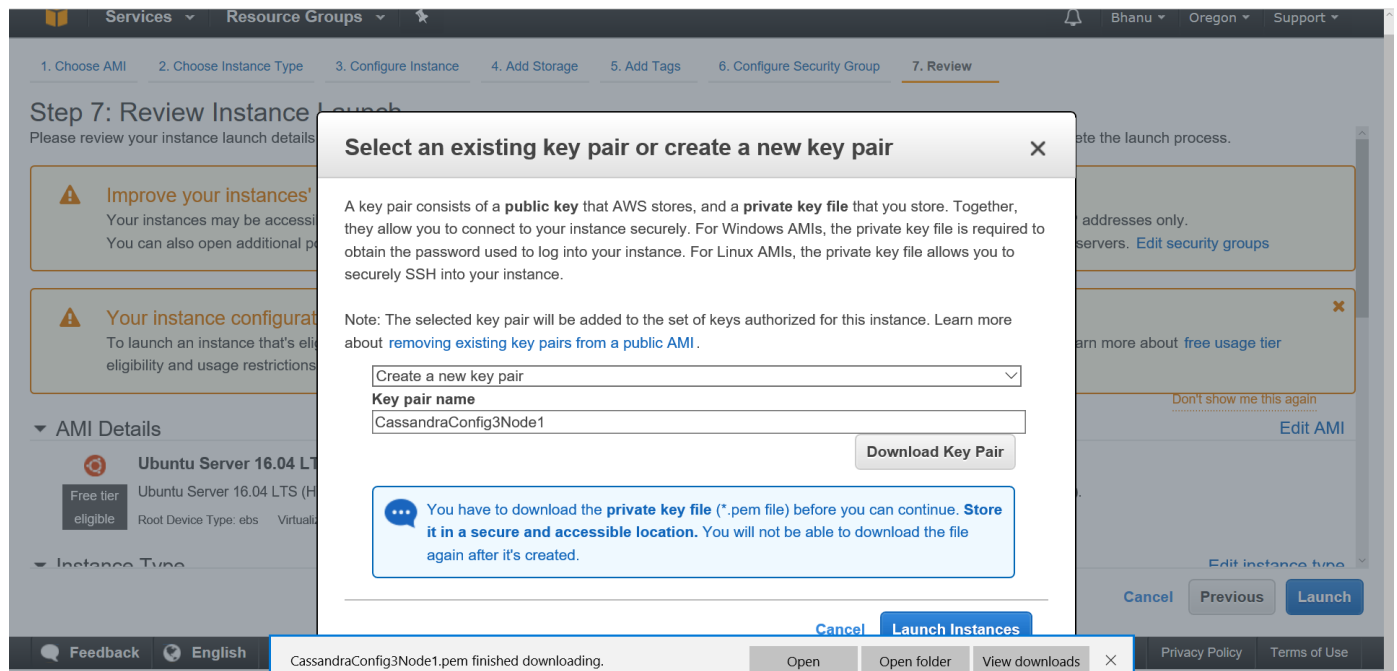 Services Resource Groups Bhanu Oregon Support
1. Choose AMI 2. Choose Instance Type 3. Configure Instance 4. Add Storage 5. Add Tags 6. Configure Security Group 7. Review
Step 7: Review Instance Launch
Please review your instance launch details ete the launch process.
Select an existing key pair or create a new key pair
Improve your instances'
Your instances may be accessi addresses only.
You can also open additional po servers. Edit security groups
A key pair consists of a public key that AWS stores, and a private key file that you store. Together,
they allow you to connect to your instance securely. For Windows AMIs, the private key file is required to
obtain the password used to log into your instance. For Linux AMIs, the private key file allows you to
securely SSH into your instance.
Your instance configurat
To launch an instance that's elig arn more about free usage tier
eligibility and usage restrictions
Don't show me this again
Note: The selected key pair will be added to the set of keys authorized for this instance. Learn more
about removing existing key pairs from a public AMI.
Create a new key pair
Key pair name
CassandraConfig3Node1
Download Key Pair
AMI Details Edit AMI
Ubuntu Server 16.04 LT
Free tier
eligible
Ubuntu Server 16.04 LTS (H ).
Root Device Type: ebs Virtualiz
You have to download the private key file (*.pem file) before you can continue. Store
it in a secure and accessible location. You will not be able to download the file
again after it's created.
Instance Type Edit instance type
Cancel Launch Instances
Cancel Previous Launch
Feedback English Privacy Policy Terms of Use
CassandraConfig3Node1.pem finished downloading. Open Open folder View downloads